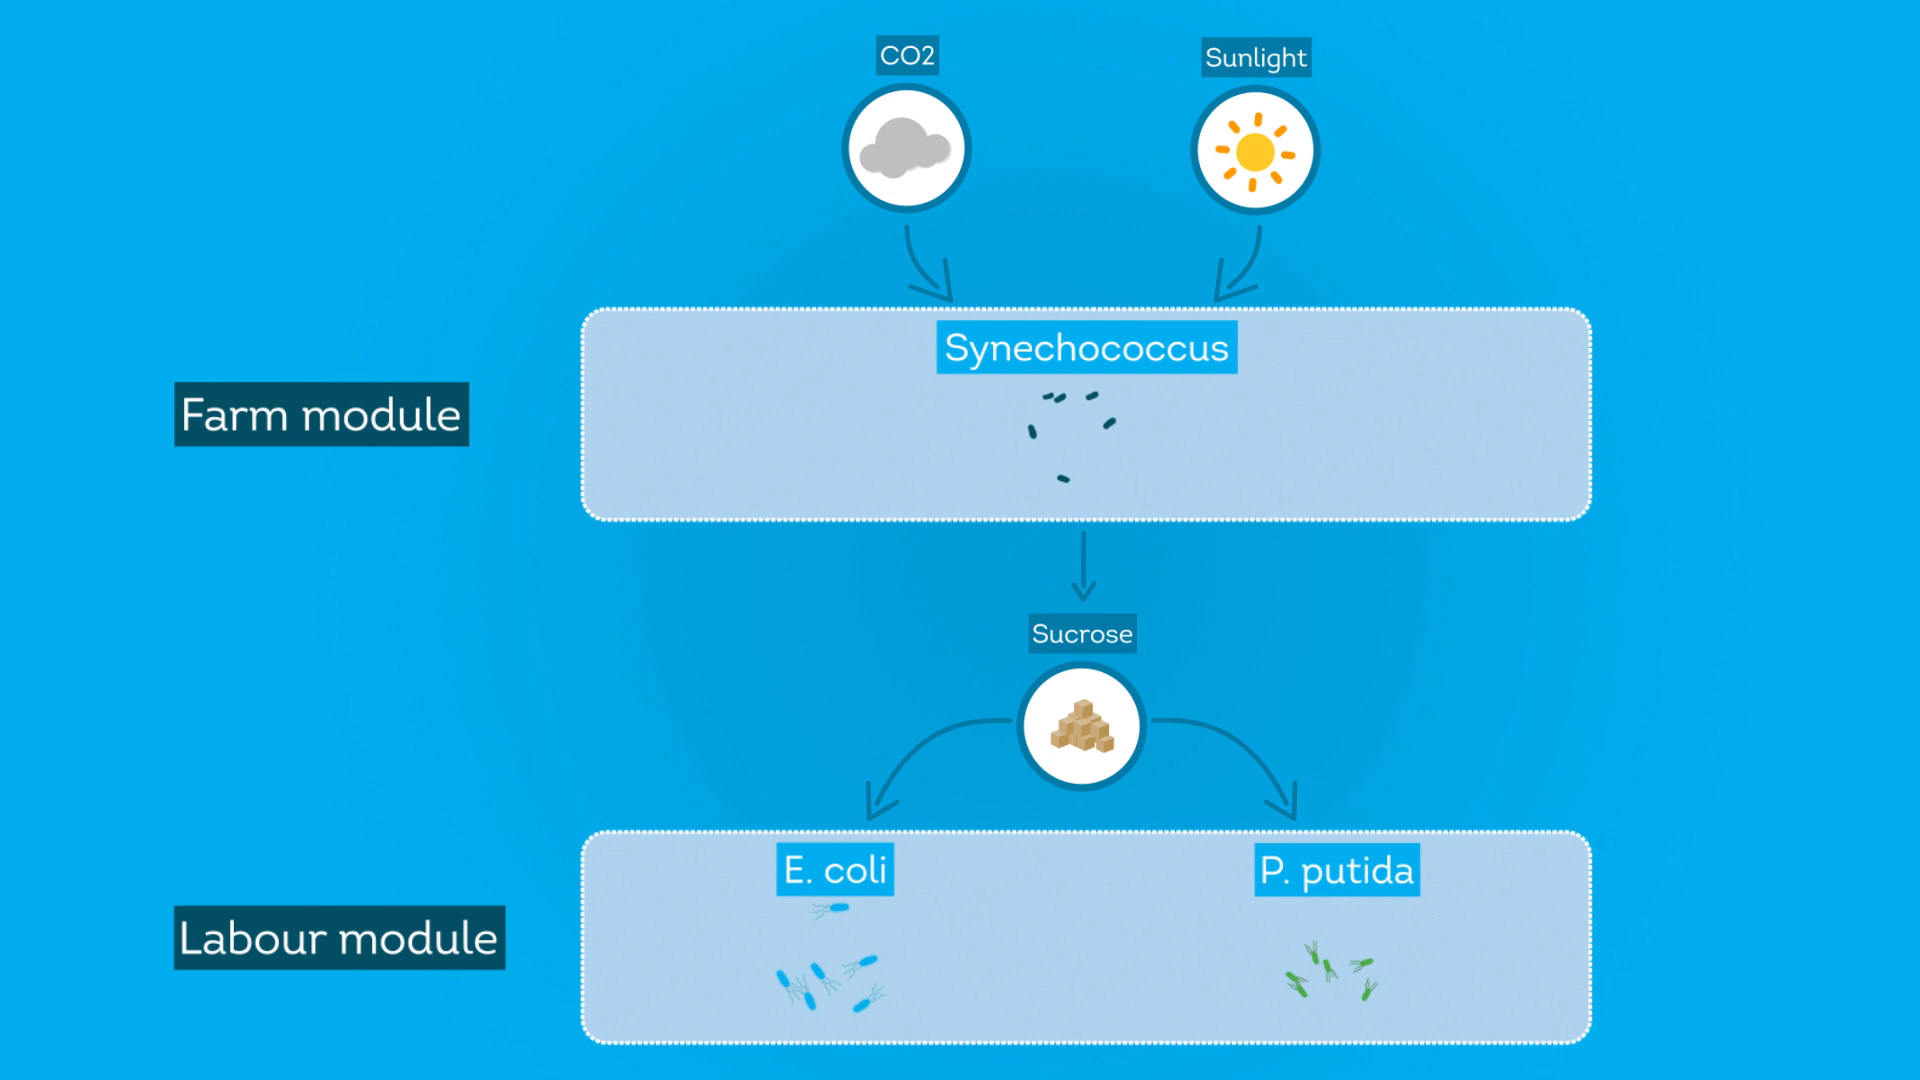 CO2
Sunlight
Synechococcus
Farm module
Sucrose
E. coli
P. putida
Labour module